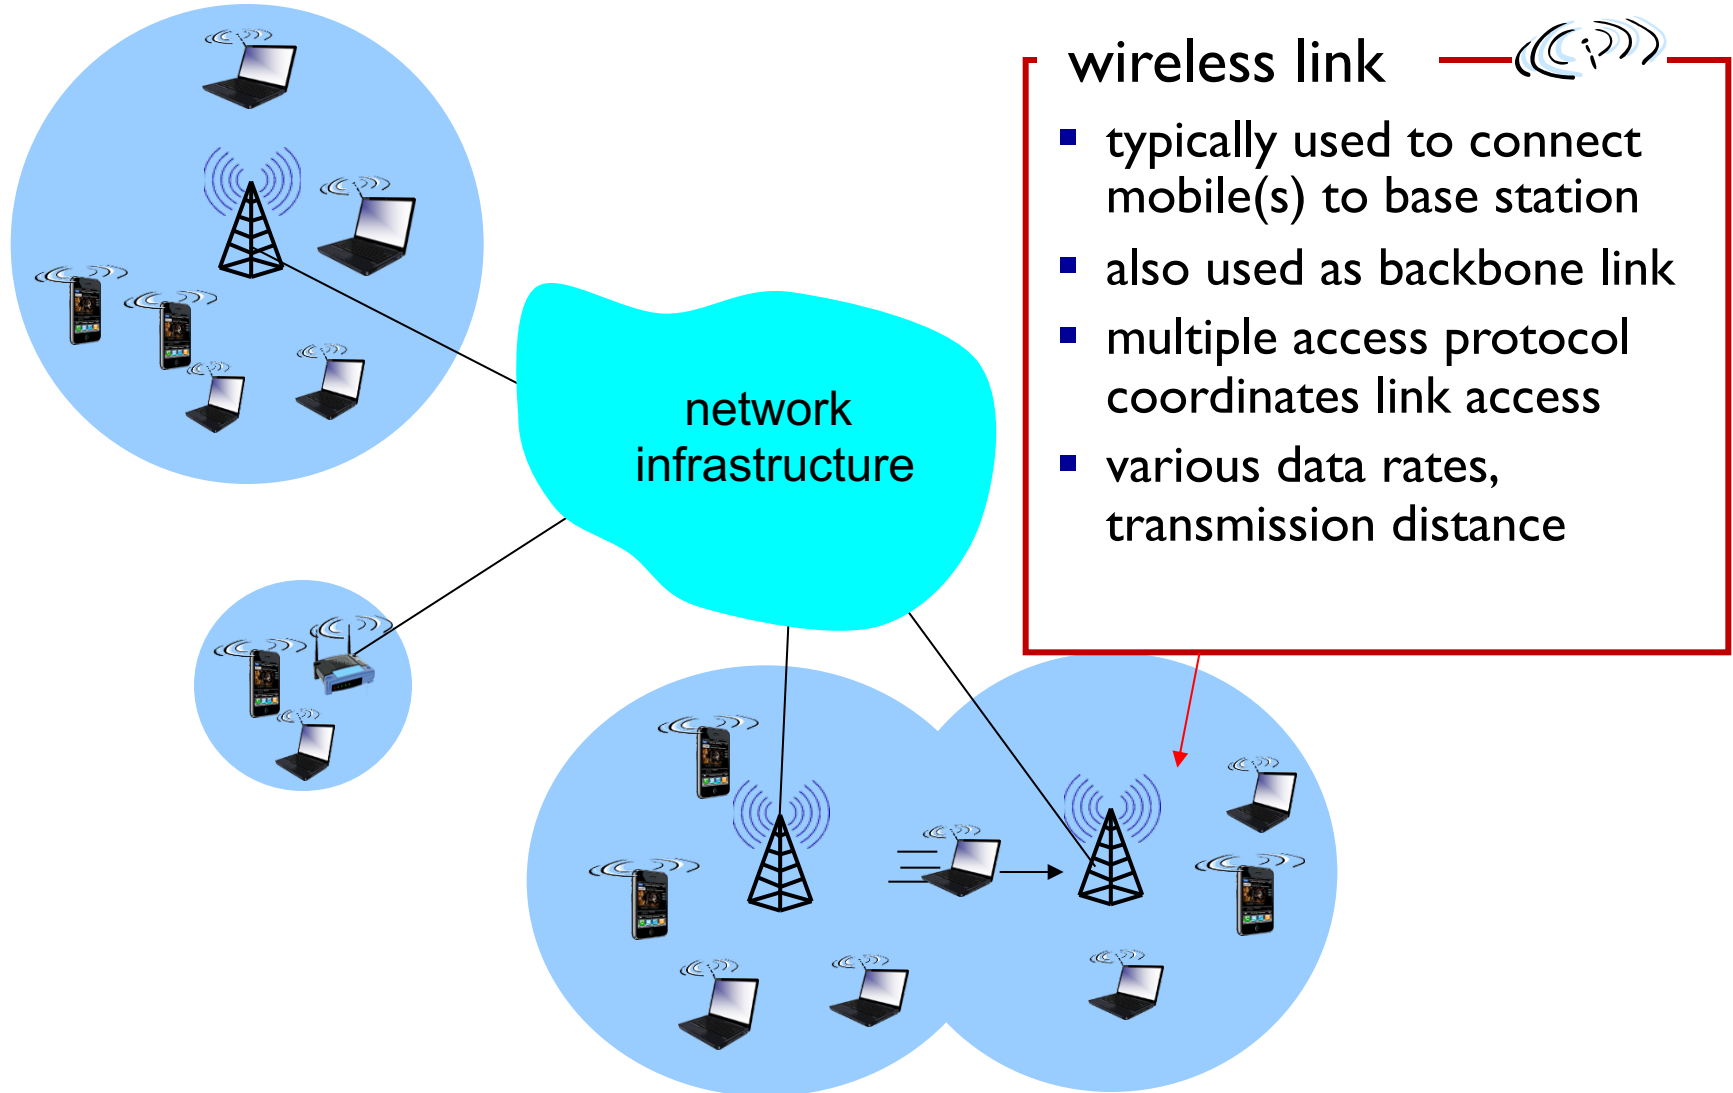 wireless link
▪ typically used to connect
mobile(s) to base station
▪ also used as backbone link
▪ multiple access protocol
coordinates link access
▪ various data rates,
transmission distance
network
infrastructure